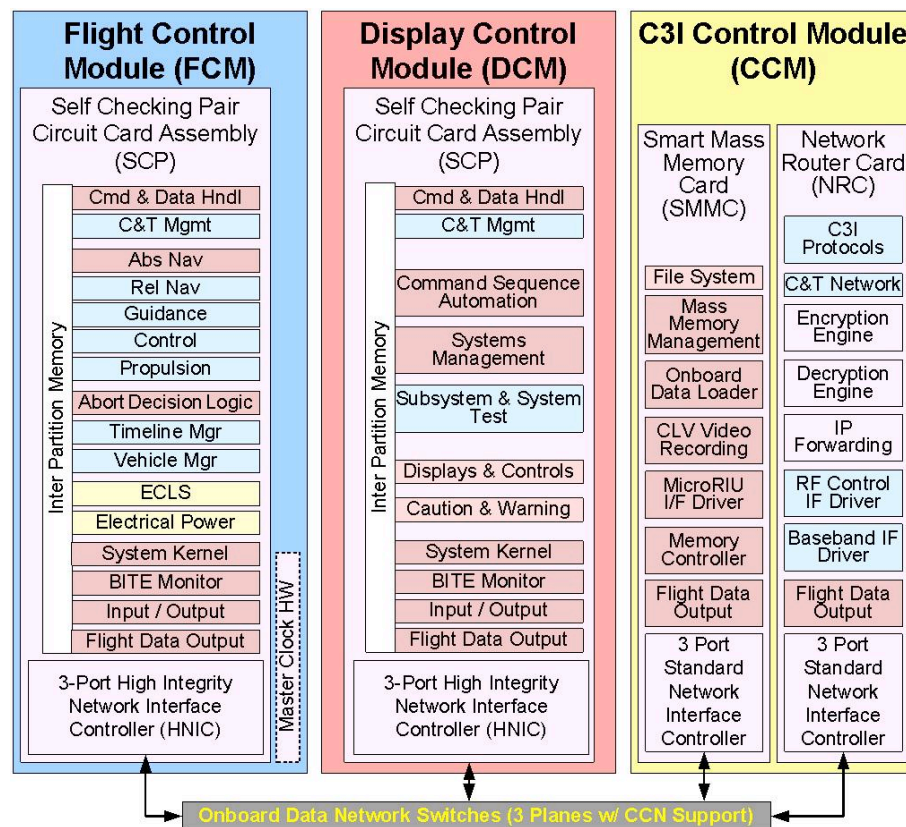 Flight Control
Module (FCM)
Self Checking Pair
Circuit Card Assembly
(SCP)
Inter Partition Memory
Cmd & Data Hndl
C&T Mgmt
Abs Nav
Rel Nav
Guidance
Control
Propulsion
Abort Decision Logic
Timeline Mgr
Vehicle Mgr
ECLS
Electrical Power
System Kernel
BITE Monitor
Input / Output
Flight Data Output
3-Port High Integrity
Network Interface
Controller (HNIC)
Master Clock HW
Display Control
Module (DCM)
Self Checking Pair
Circuit Card Assembly
(SCP)
Inter Partition Memory
Cmd & Data Hndl
C&T Mgmt
Command Sequence
Automation
Systems
Management
Subsystem & System
Test
Displays & Controls
Caution & Warning
System Kernel
BITE Monitor
Input / Output
Flight Data Output
3-Port High Integrity
Network Interface
Controller (HNIC)
C3I Control Module
(CCM)
Smart Mass
Memory
Card
(SMMC)
File System
Mass
Memory
Management
Onboard
Data Loader
CLV Video
Recording
MicroRIU
I/F Driver
Memory
Controller
Flight Data
Output
3 Port
Standard
Network
Interface
Controller
Network
Router Card
(NRC)
C3I
Protocols
C&T Network
Encryption
Engine
Decryption
Engine
IP
Forwarding
RF Control
IF Driver
Baseband IF
Driver
Flight Data
Output
3 Port
Standard
Network
Interface
Controller
Onboard Data Network Switches (3 Planes w/ CCN Support)